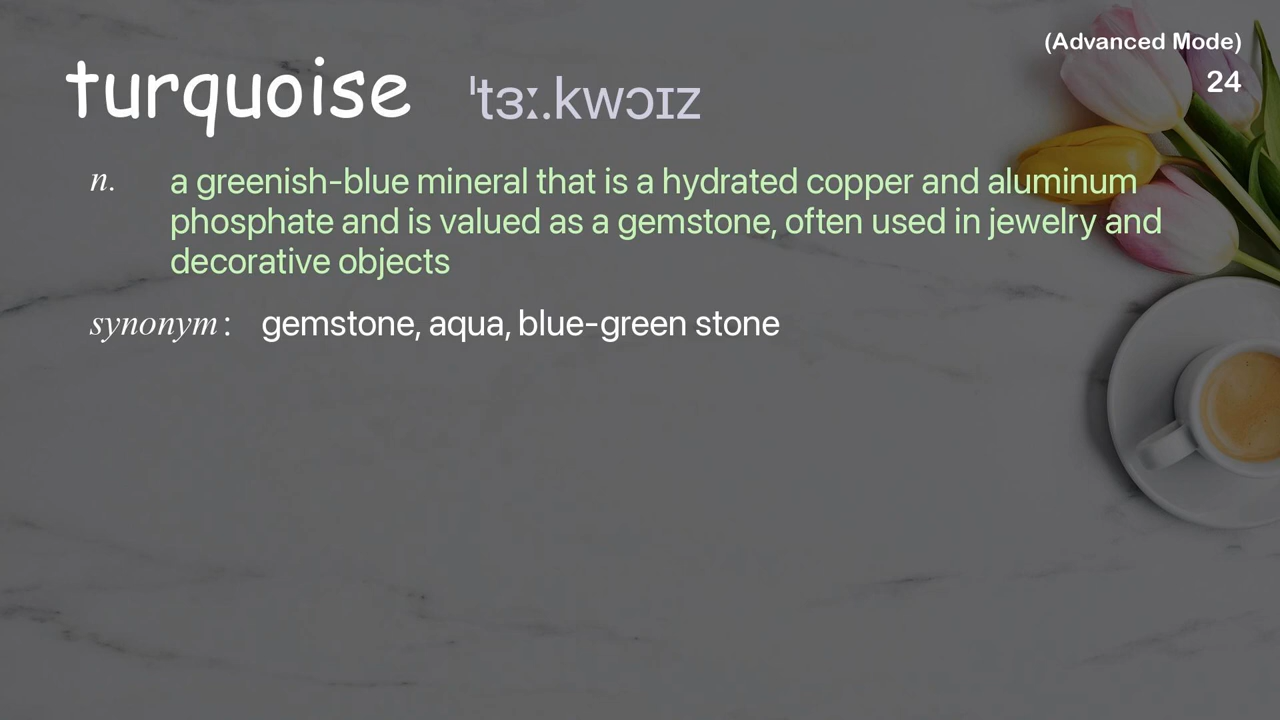 (Advanced Mode)
24
turquoise ˈtɜː.kwɔɪz
n. a greenish-blue mineral that is a hydrated copper and aluminum
phosphate and is valued as a gemstone, often used in jewelry and
decorative objects
synonym: gemstone, aqua, blue-green stone